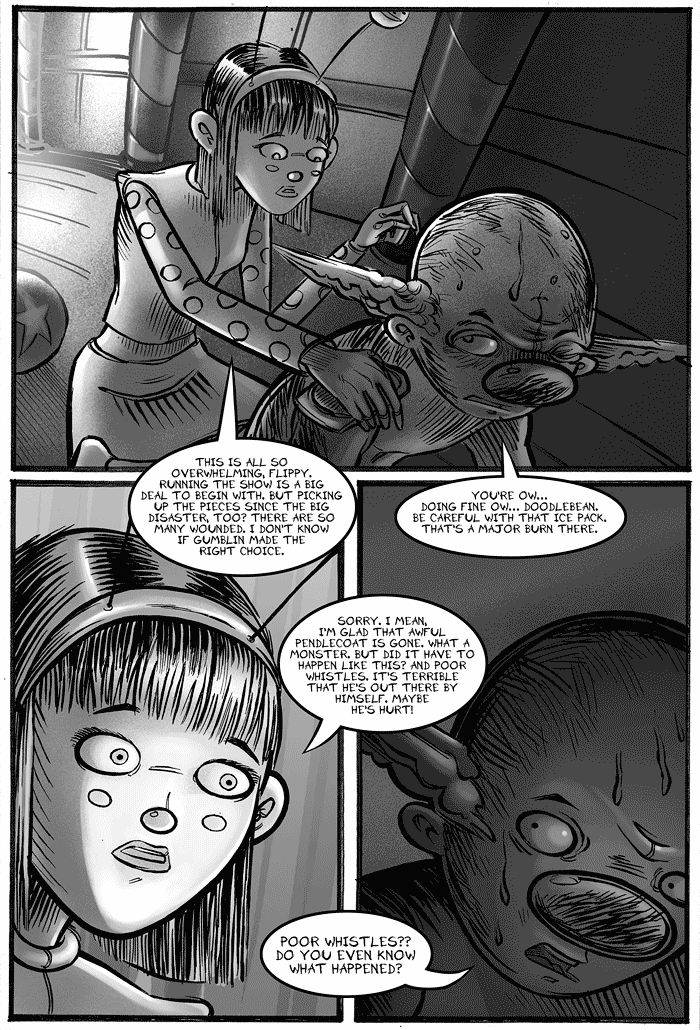 THIS IS ALL SO
OVERWHELMING, FLIPPY.
RUNNING THE SHOW IS A BIG
DEAL TO BEGIN WITH. BUT PICKING
UP THE PIECES SINCE THE BIG
DISASTER, TOO? THERE ARE SO
MANY WOUNDED. I DON'T KNOW
IF GUMBLIN MADE THE
RIGHT CHOICE.
YOU'RE OW...
DOING FINE OW... DOODLEBEAN.
BE CAREFUL WITH THAT ICE PACK.
THAT'S A MAJOR BURN THERE.
SORRY. I MEAN,
I'M GLAD THAT AWFUL
PENDLECOAT IS GONE. WHAT A
MONSTER. BUT DID IT HAVE TO
HAPPEN LIKE THIS? AND POOR
WHISTLES. IT'S TERRIBLE
THAT HE'S OUT THERE BY
HIMSELF. MAYBE
HE'S HURT!
POOR WHISTLES??
DO YOU EVEN KNOW
WHAT HAPPENED?